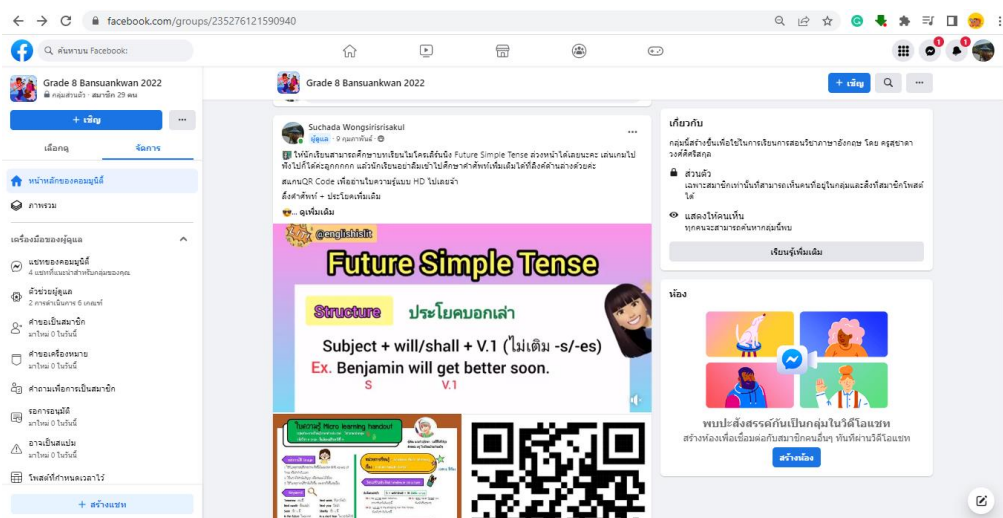 facebook.com/groups/235276121590940
ค้นหาบน Facebook
Grade 8 Bansuankwan 2022
กลุ่มส่วนตัว · สมาชิก 29 คน
+ เชิญ
เลือกดู
จัดการ
หน้าหลักของคอมมูนิตี้
ภาพรวม
เครื่องมือของผู้ดูแล
แชทของคอมมูนิตี้
4 แชทที่แนะนำสำหรับกลุ่มของคุณ
ตัวช่วยผู้ดูแล
2 การดำเนินการ 6 เกณฑ์
คำขอเป็นสมาชิก
มาใหม่ 0 ในวันนี้
คำขอเครื่องหมาย
มาใหม่ 0 ในวันนี้
คำถามเพื่อการเป็นสมาชิก
รอการอนุมัติ
มาใหม่ 0 ในวันนี้
อาจเป็นสแปม
มาใหม่ 0 ในวันนี้
โพสต์ที่กำหนดเวลาไว้
+ สร้างแชท
1
1
Grade 8 Bansuankwan 2022
+ เชิญ
Suchada Wongsirisrisakul
ผู้ดูแล · 9 กุมภาพันธ์ ·
ให้นักเรียนสามารถศึกษาบทเรียนไมโครเลิร์นนิง Future Simple Tense ล่วงหน้าได้เลยนะคะ เล่นเกมไป
ฟังไปก็ได้ค่ะลูกกกกก แล้วนักเรียนอย่าลืมเข้าไปศึกษาคำศัพท์เพิ่มเติมได้ที่ลิงค์ด้านล่างด้วยค่ะ
สแกนQR Code เพื่ออ่านใบความรู้แบบ HD ไปเลยจ้า
ลิ้งค์คำศัพท์ + ประโยคเพิ่มเติม
... ดูเพิ่มเติม
@englishislit
Future Simple Tense
Structure ประโยคบอกเล่า
Subject + will/shall + V.1 (ไม่เติม -s/-es)
Ex. Benjamin will get better soon.
S V.1
ใบความรู้ Micro learning handout
เกี่ยวกับ
กลุ่มนี้สร้างขึ้นเพื่อใช้ในการเรียนการสอนวิชาภาษาอังกฤษ โดย ครูสุชาดา
วงศ์ศิริศรีสกุล
ส่วนตัว
เฉพาะสมาชิกเท่านั้นที่สามารถเห็นคนที่อยู่ในกลุ่มและสิ่งที่สมาชิกโพสต์
ได้
แสดงให้คนเห็น
ทุกคนจะสามารถค้นหากลุ่มนี้พบ
เรียนรู้เพิ่มเติม
ห้อง
พบปะสังสรรค์กันเป็นกลุ่มในวิดีโอแชท
สร้างห้องเพื่อเชื่อมต่อกับสมาชิกคนอื่นๆ ทันทีผ่านวิดีโอแชท
สร้างห้อง